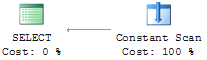 SELECT
Cost: 0 %
Constant Scan
Cost: 100 %